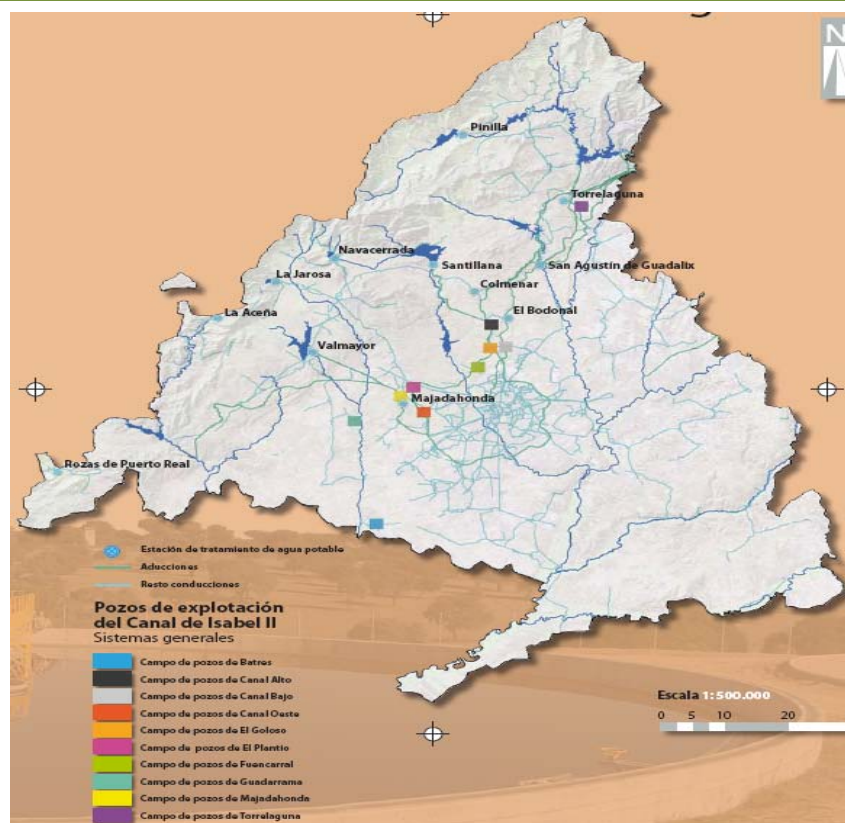 N
Pinilla
Torrelaguna
Navacerrada
Santillana
San Agustín de Guadalix
La Jarosa
Colmenar
La Aceña
El Bodonal
Valmayor
Majadahonda
Rozas de Puerto Real
Estación de tratamiento de agua potable
Aducciones
Resto conducciones
Pozos de explotación
del Canal de Isabel II
Sistemas generales
Campo de pozos de Batres
Campo de pozos de Canal Alto
Campo de pozos de Canal Bajo
Campo de pozos de Canal Oeste
Campo de pozos de El Goloso
Campo de pozos de El Plantío
Campo de pozos de Fuencarral
Campo de pozos de Guadarrama
Campo de pozos de Majadahonda
Campo de pozos de Torrelaguna
Escala 1:500.000
0 5 10 20